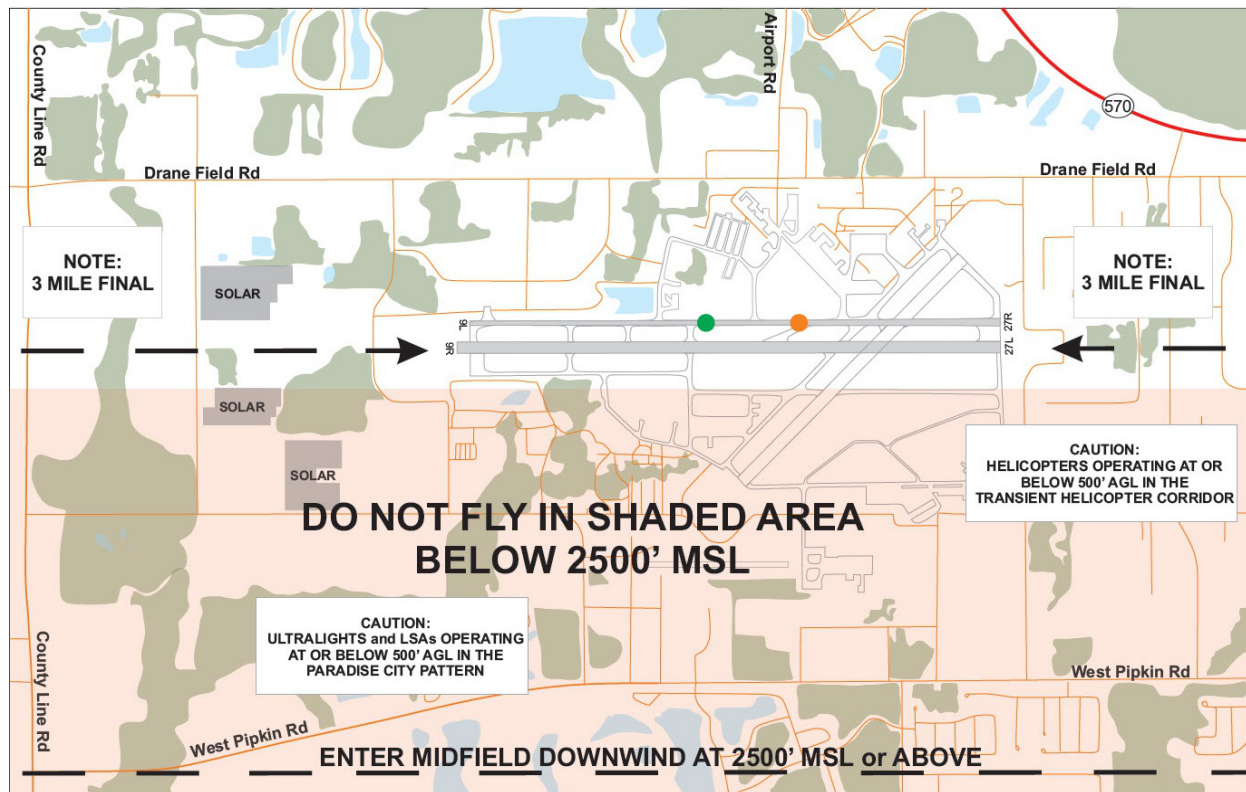 County Line Rd
Airport Rd
570
Drane Field Rd
Drane Field Rd
NOTE:
3 MILE FINAL
SOLAR
NOTE:
3 MILE FINAL
9L
27R
9R
27L
SOLAR
SOLAR
CAUTION:
HELICOPTERS OPERATING AT OR
BELOW 500' AGL IN THE
TRANSIENT HELICOPTER CORRIDOR
DO NOT FLY IN SHADED AREA
BELOW 2500’ MSL
CAUTION:
ULTRALIGHTS and LSAs OPERATING
AT OR BELOW 500' AGL IN THE
PARADISE CITY PATTERN
County Line Rd
West Pipkin Rd
West Pipkin Rd
ENTER MIDFIELD DOWNWIND AT 2500’ MSL or ABOVE